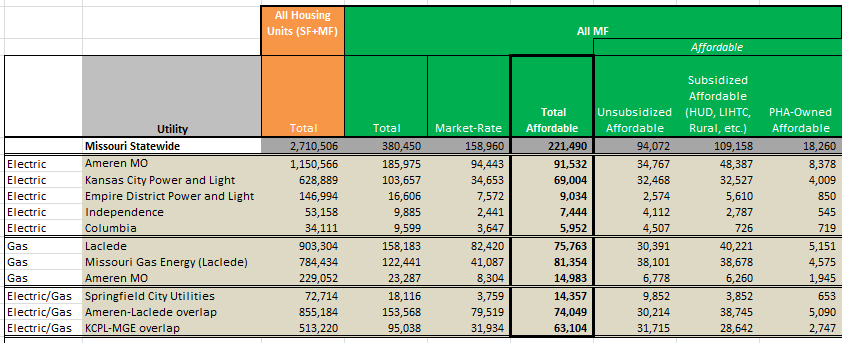 All Housing
Units (SF+MF)
All MF
Affordable
Utility
Total
Total
Market-Rate
Total
Affordable
Unsubsidized
Affordable
Subsidized
Affordable
(HUD, LIHTC,
Rural, etc.)
PHA-Owned
Affordable
Missouri Statewide 2,710,506 380,450 158,960 221,490 94,072 109,158 18,260
Electric Ameren MO 1,150,566 185,975 94,443 91,532 34,767 48,387 8,378
Electric Kansas City Power and Light 628,889 103,657 34,653 69,004 32,468 32,527 4,009
Electric Empire District Power and Light 146,994 16,606 7,572 9,034 2,574 5,610 850
Electric Independence 53,158 9,885 2,441 7,444 4,112 2,787 545
Electric Columbia 34,111 9,599 3,647 5,952 4,507 726 719
Gas Laclede 903,304 158,183 82,420 75,763 30,391 40,221 5,151
Gas Missouri Gas Energy (Laclede) 784,434 122,441 41,087 81,354 38,101 38,678 4,575
Gas Ameren MO 229,052 23,287 8,304 14,983 6,778 6,260 1,945
Electric/Gas Springfield City Utilities 72,714 18,116 3,759 14,357 9,852 3,852 653
Electric/Gas Ameren-Laclede overlap 855,184 153,568 79,519 74,049 30,214 38,745 5,090
Electric/Gas KCPL-MGE overlap 513,220 95,038 31,934 63,104 31,715 28,642 2,747